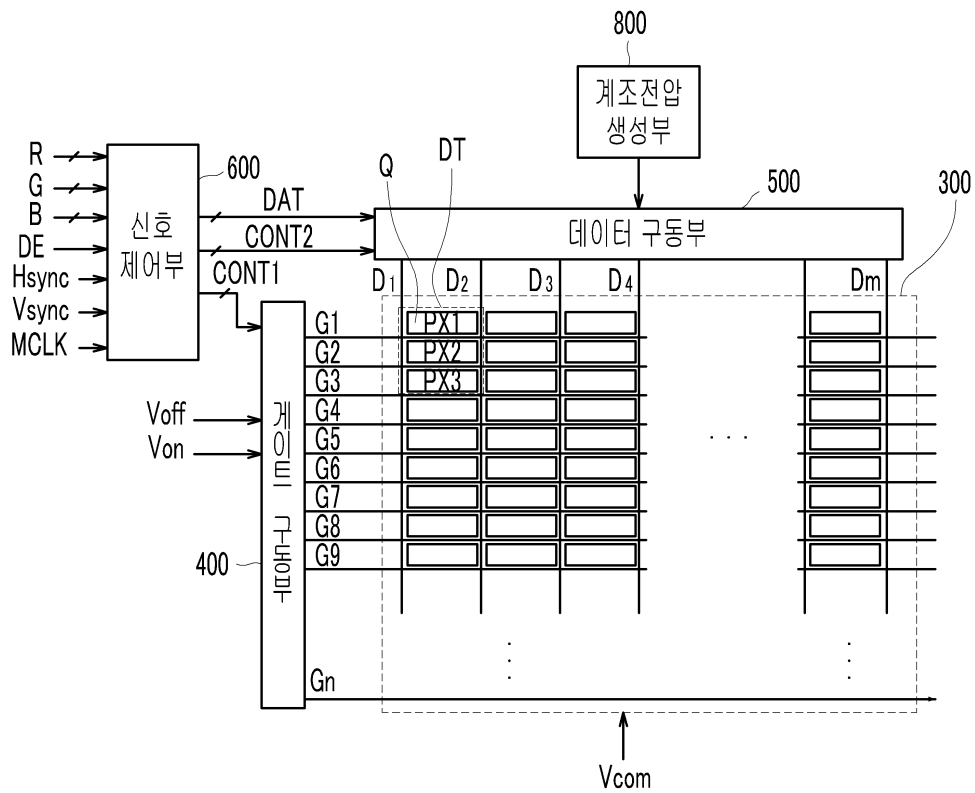 800
계조전압
생성부
R
G
B
DE
Hsync
Vsync
MCLK
신호
제어부
600
DAT
CONT2
CONT1
Q
DT
500
300
데이터 구동부
D1
D2
D3
D4
Dm
G1
G2
G3
G4
G5
G6
G7
G8
G9
Gn
PX1
PX2
PX3
. . .
Voff
Von
게이트 구동부
400
Vcom